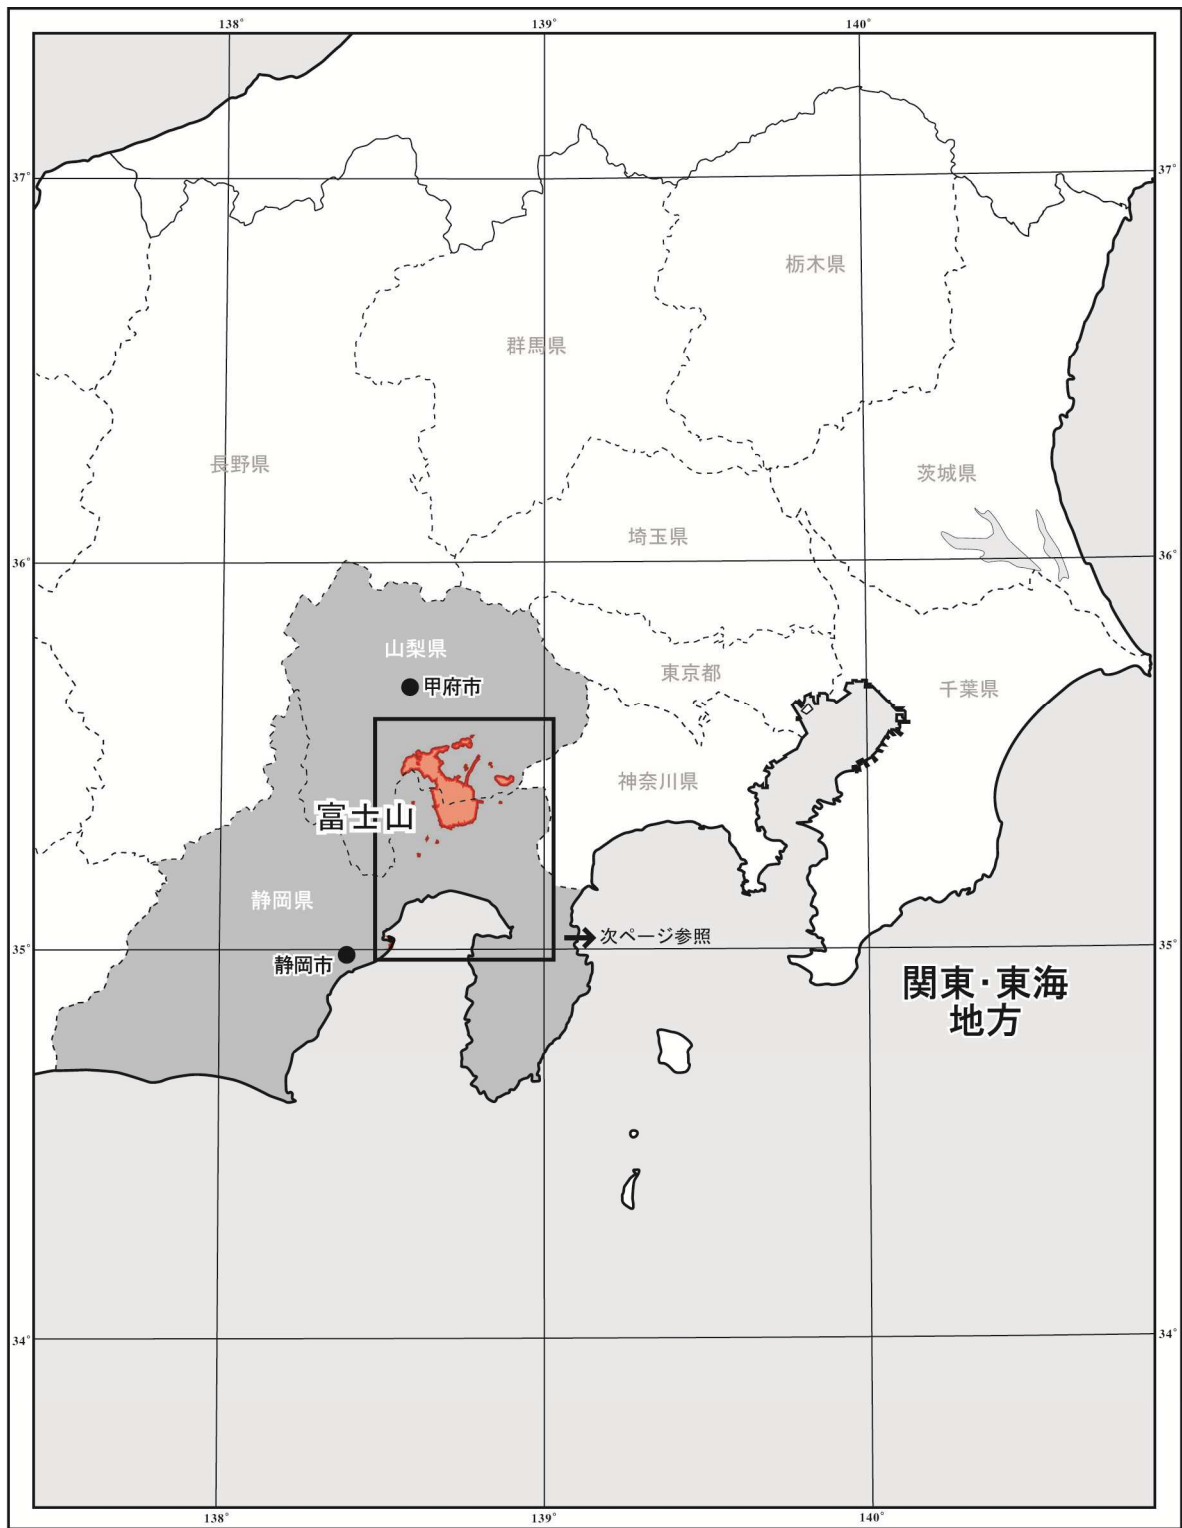 138°
139°
140°
37°
37°
栃木県
群馬県
長野県
茨城県
埼玉県
36°
36°
山梨県
東京都
甲府市
千葉県
神奈川県
富士山
静岡県
次ページ参照
35°
35°
静岡市
関東・東海
地方
34°
34°
138°
139°
140°